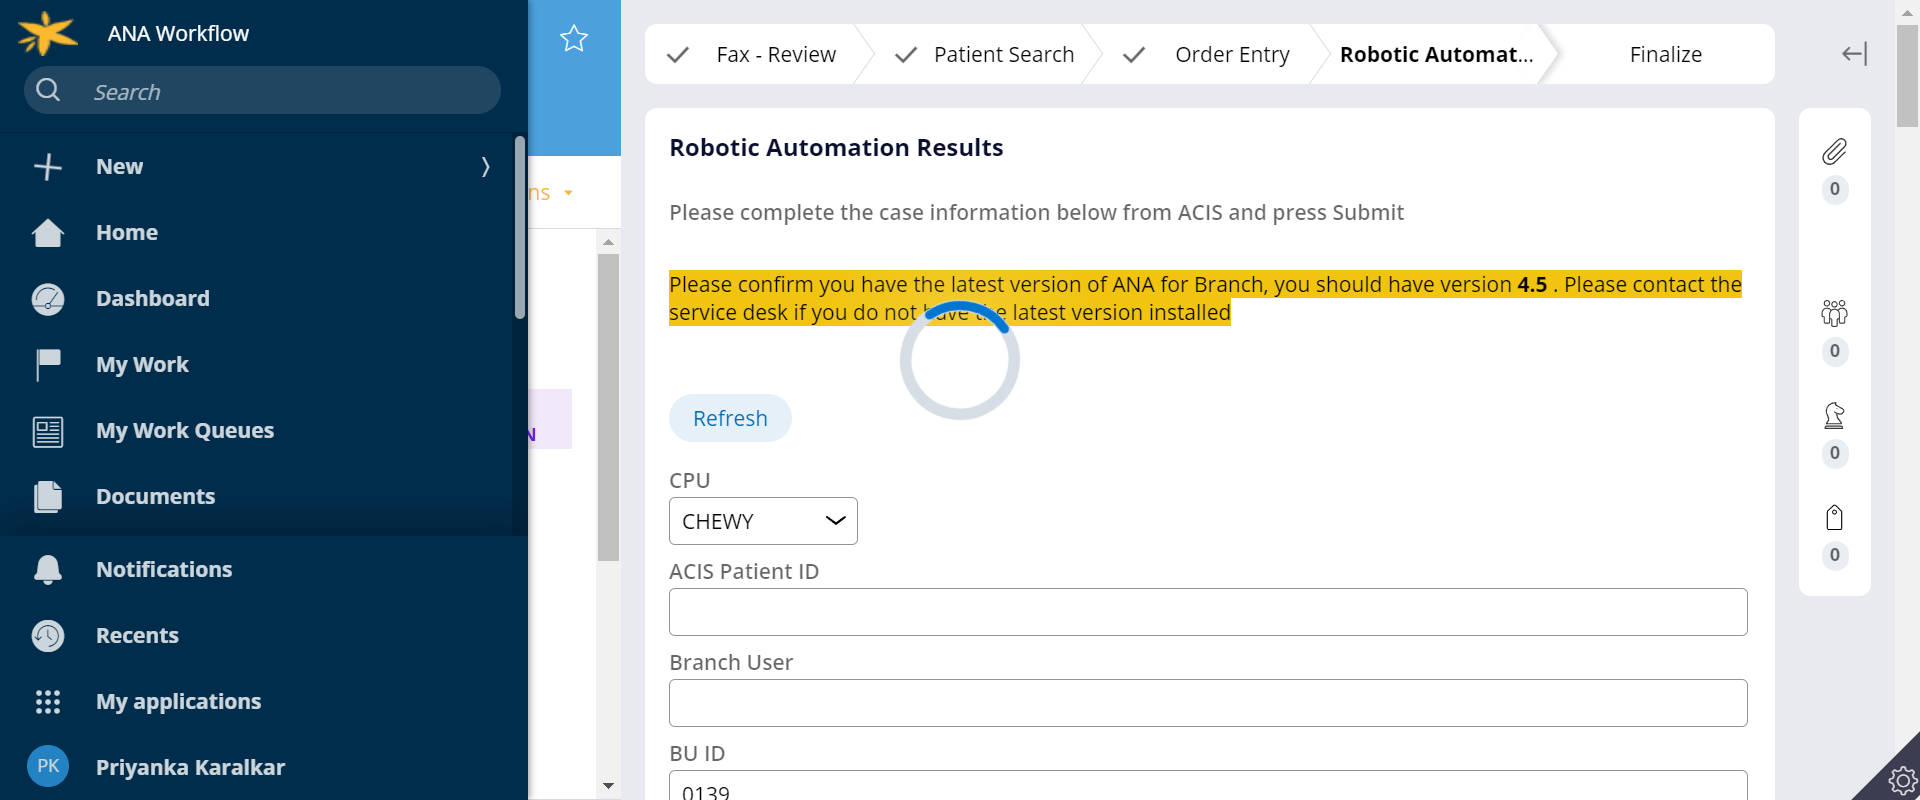 ANA Workflow
Search
New
Home
Dashboard
My Work
My Work Queues
Documents
Notifications
Recents
My applications
PK
Priyanka Karalkar
ns
N
Fax - Review
Patient Search
Order Entry
Robotic Automat...
Finalize
Robotic Automation Results
Please complete the case information below from ACIS and press Submit
Please confirm you have the latest version of ANA for Branch, you should have version 4.5 . Please contact the
service desk if you do not have the latest version installed
Refresh
CPU
CHEWY
ACIS Patient ID
Branch User
BU ID
0139
0
0
0
0